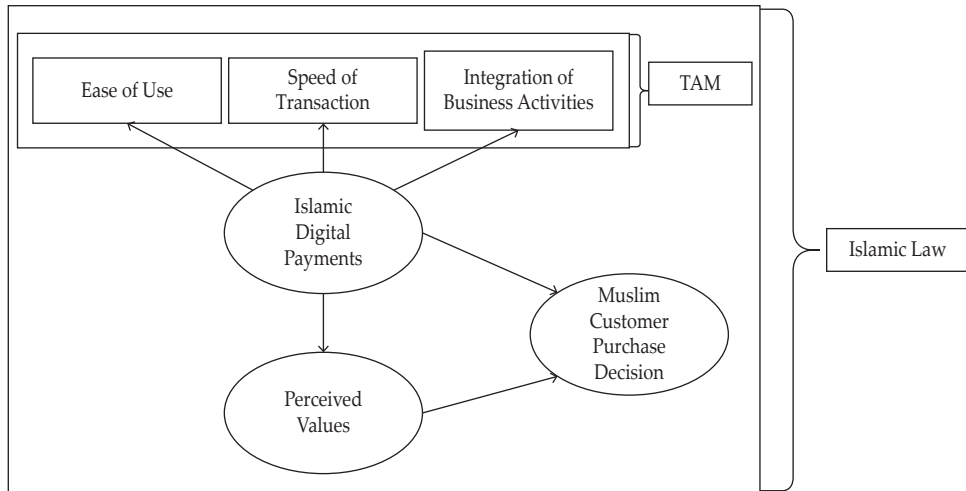 Ease of Use
Speed of
Transaction
Integration of
Business Activities
TAM
Islamic
Digital
Payments
Islamic Law
Muslim
Customer
Purchase
Decision
Perceived
Values